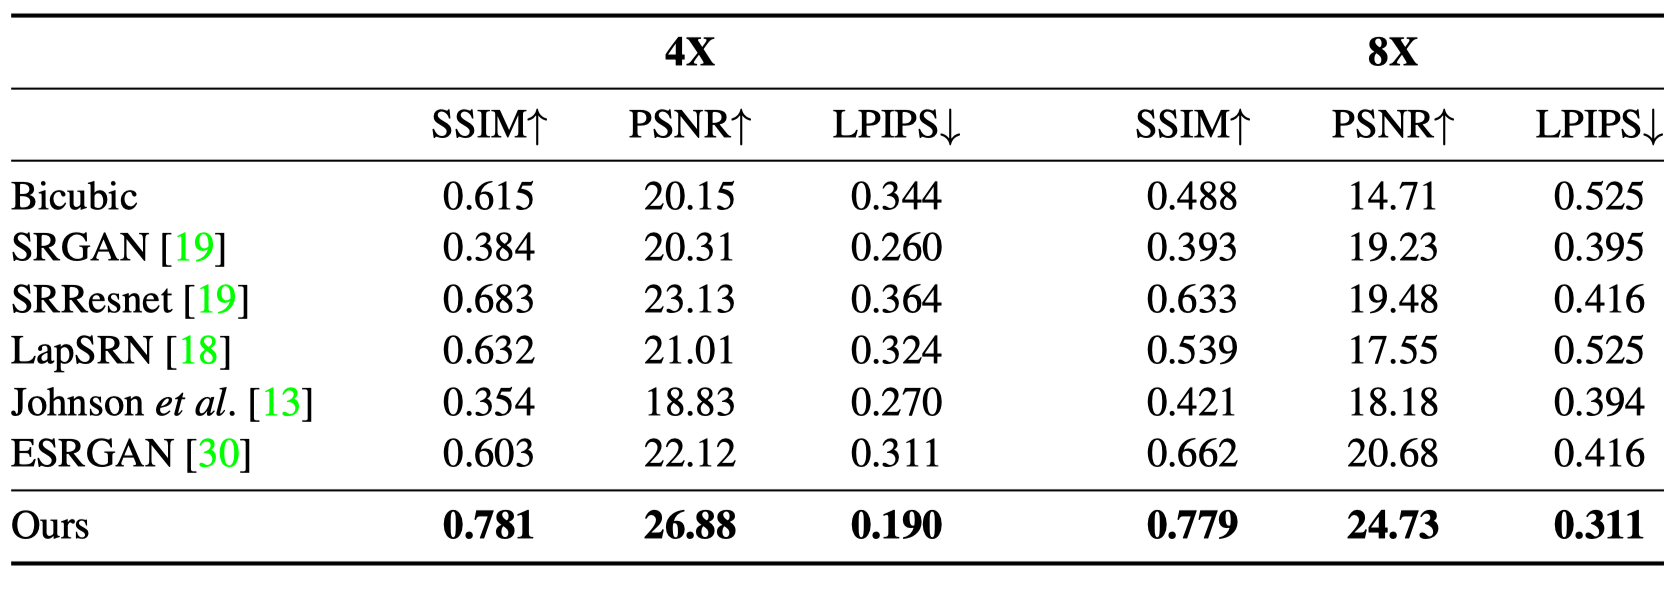 4X 8X
SSIM↑ PSNR↑ LPIPS↓ SSIM↑ PSNR↑ LPIPS↓
Bicubic 0.615 20.15 0.344 0.488 14.71 0.525
SRGAN [19] 0.384 20.31 0.260 0.393 19.23 0.395
SRResnet [19] 0.683 23.13 0.364 0.633 19.48 0.416
LapSRN [18] 0.632 21.01 0.324 0.539 17.55 0.525
Johnson et al. [13] 0.354 18.83 0.270 0.421 18.18 0.394
ESRGAN [30] 0.603 22.12 0.311 0.662 20.68 0.416
Ours 0.781 26.88 0.190 0.779 24.73 0.311